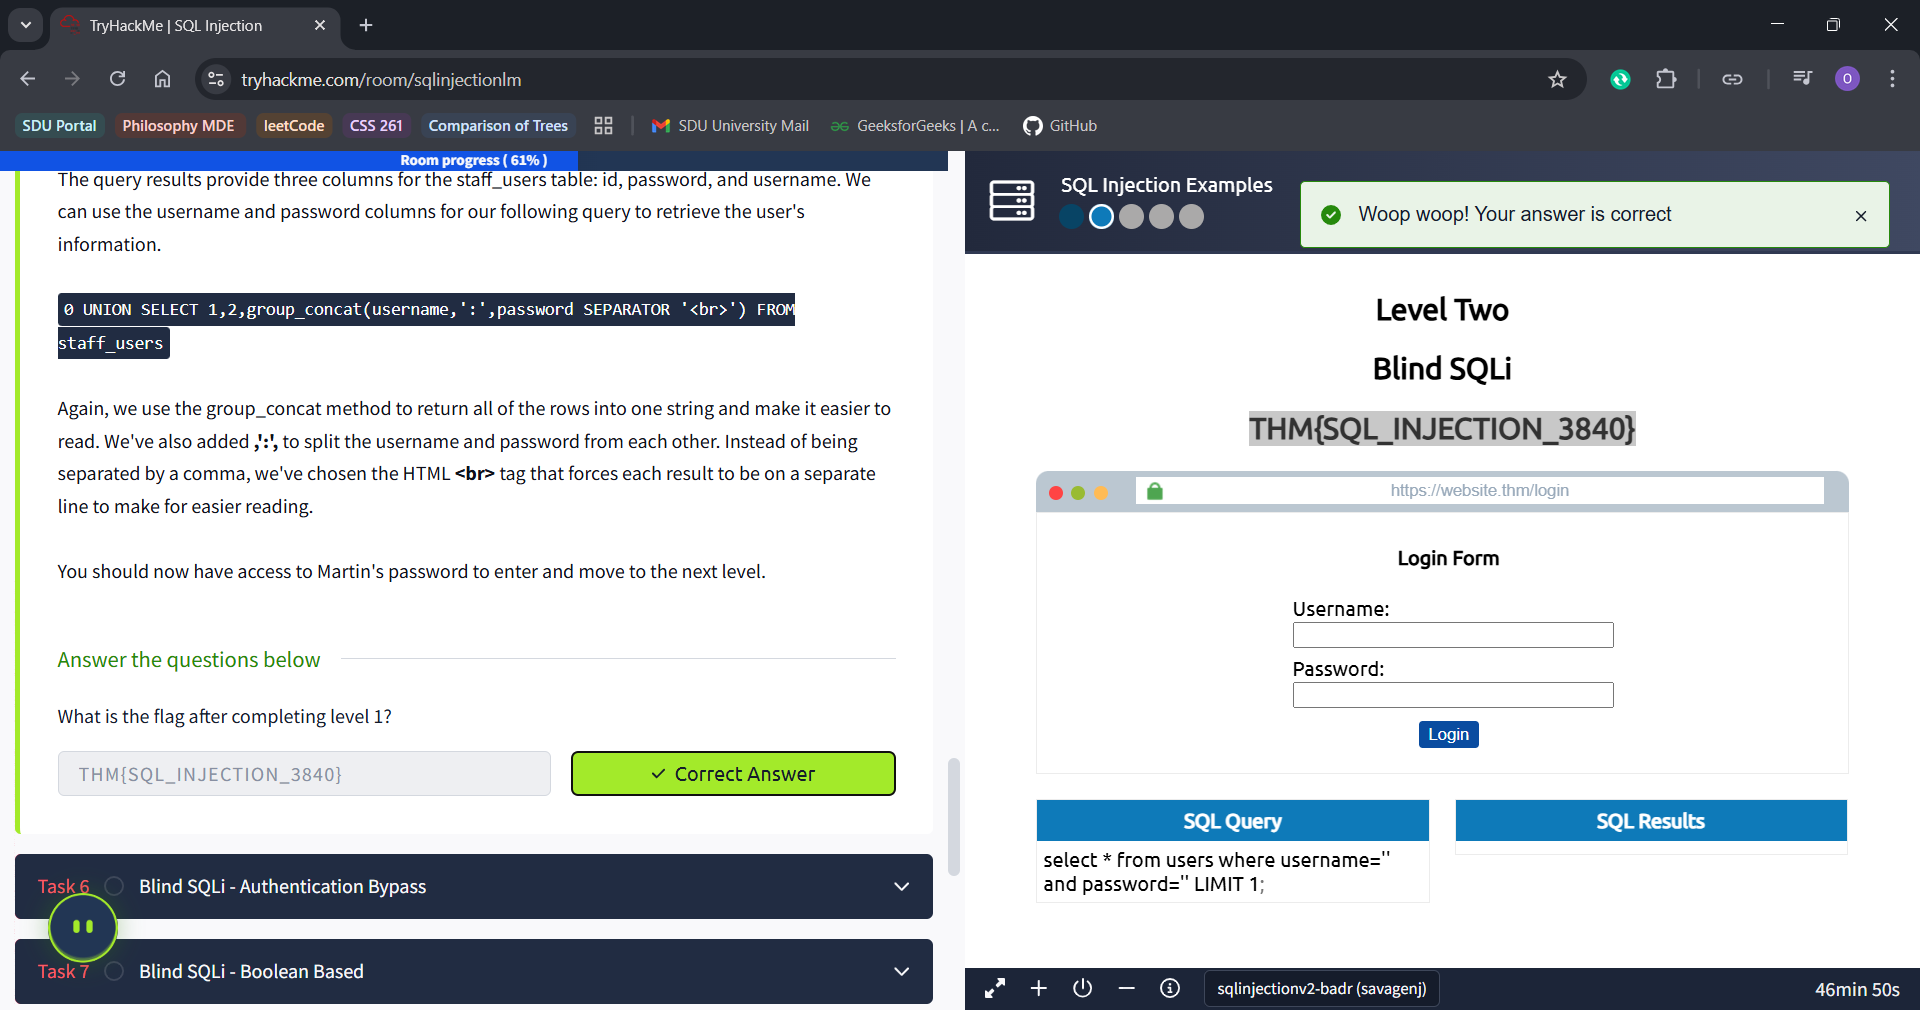 TryHackMe | SQL Injection
tryhackme.com/room/sqlinjectionlm
O
SDU Portal
Philosophy MDE
leetCode
CSS 261
Comparison of Trees
SDU University Mail
GeeksforGeeks | A c...
GitHub
Room progress ( 61% )
The query results provide three columns for the staff_users table: id, password, and username. We
can use the username and password columns for our following query to retrieve the user's
information.
0 UNION SELECT 1,2,group_concat(username,':',password SEPARATOR '<br>') FROM
staff_users
Again, we use the group_concat method to return all of the rows into one string and make it easier to
read. We've also added ,':', to split the username and password from each other. Instead of being
separated by a comma, we've chosen the HTML <br> tag that forces each result to be on a separate
line to make for easier reading.
You should now have access to Martin's password to enter and move to the next level.
Answer the questions below
What is the flag after completing level 1?
THM{SQL_INJECTION_3840}
Correct Answer
Task 6
Blind SQLi - Authentication Bypass
Task 7
Blind SQLi - Boolean Based
SQL Injection Examples
Woop woop! Your answer is correct
Level Two
Blind SQLi
THM{SQL_INJECTION_3840}
https://website.thm/login
Login Form
Username:
Password:
Login
SQL Query
select * from users where username=''
and password='' LIMIT 1;
SQL Results
sqlinjectionv2-badr (savagenj)
46min 50s